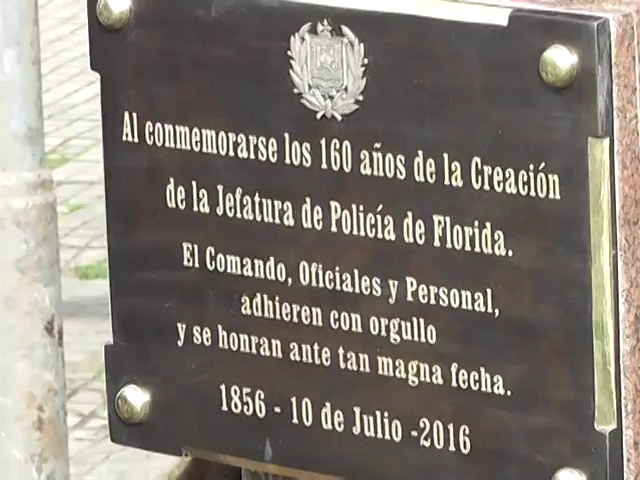 Al conmemorarse los 160 años de la Creación
de la Jefatura de Policía de Florida.
El Comando, Oficiales y Personal,
adhieren con orgullo
y se honran ante tan magna fecha.
1856 - 10 de Julio -2016